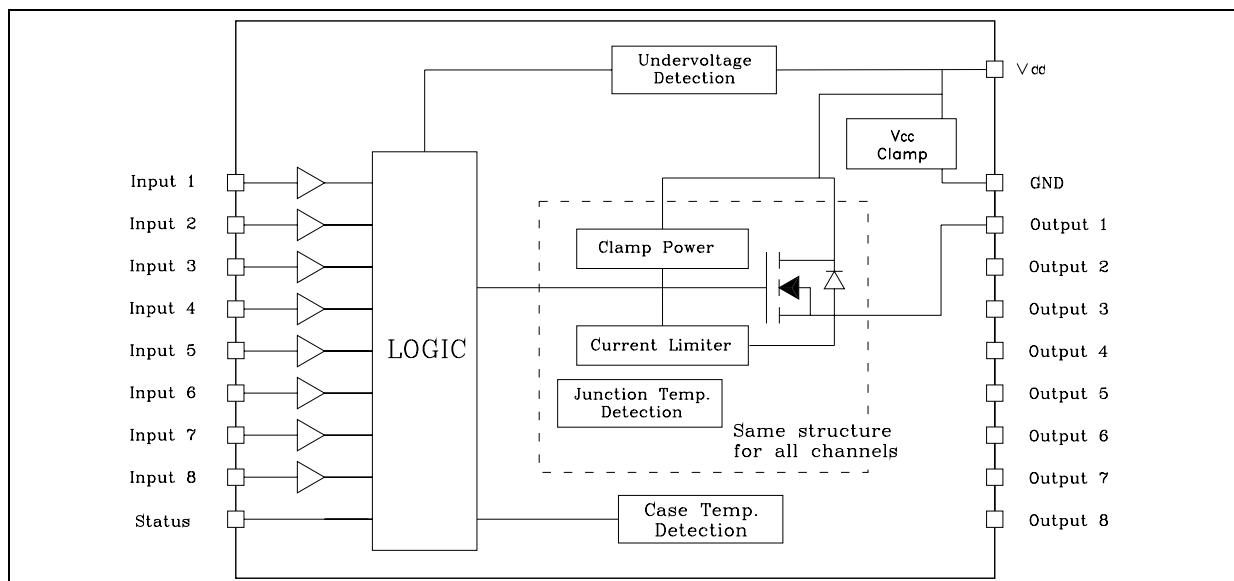 Undervoltage
Detection
Vdd
Vcc
Clamp
Input 1
GND
Input 2
Output 1
Clamp Power
Input 3
Output 2
Input 4
Output 3
LOGIC
Current Limiter
Input 5
Output 4
Input 6
Junction Temp.
Detection
Output 5
Input 7
Same structure
for all channels
Output 6
Input 8
Output 7
Case Temp.
Detection
Status
Output 8